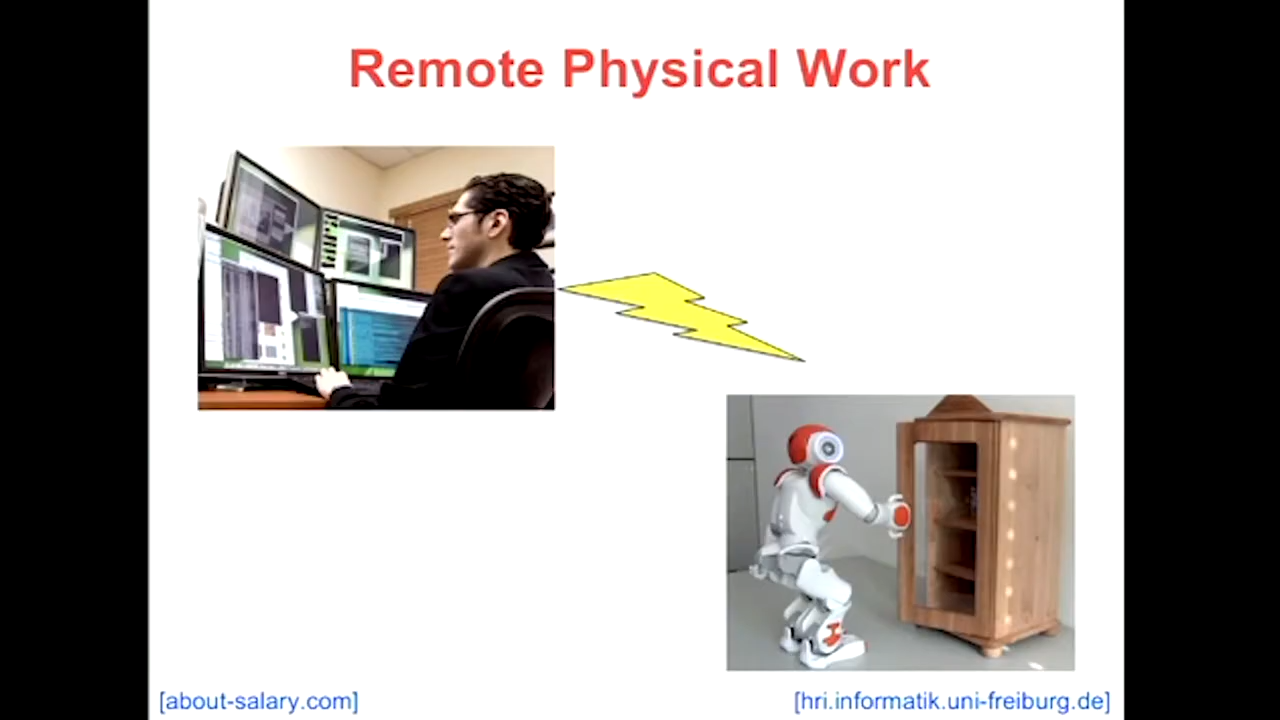 Remote Physical Work
[about-salary.com]
[hri.informatik.uni-freiburg.de]